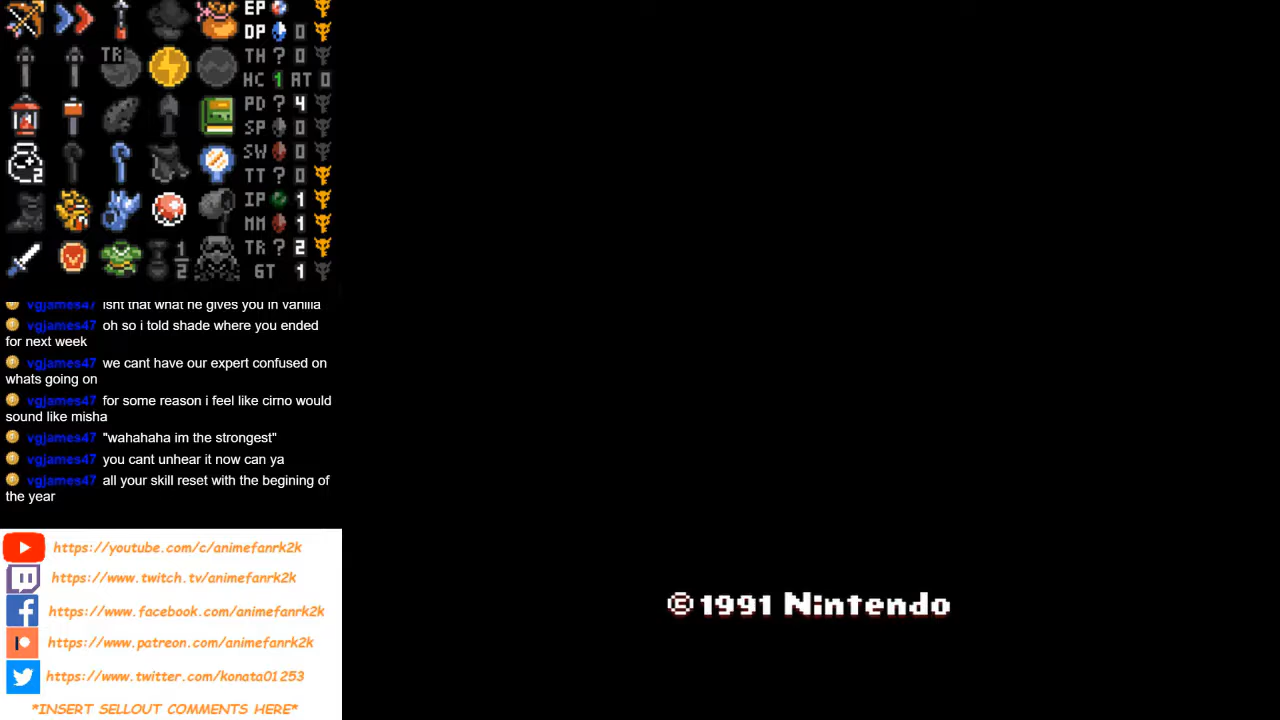 EP
DP 0
TR TH ? 0
HC 1 AT 0
PD ? 4
SP 0
SW 0
2 TT ? 0
IP 1
MM 1
1/2 TR ? 2
GT 1
vgjames47 isnt that what he gives you in vanilla
vgjames47 oh so i told shade where you ended
for next week
vgjames47 we cant have our expert confused on
whats going on
vgjames47 for some reason i feel like cirno would
sound like misha
vgjames47 "wahahaha im the strongest"
vgjames47 you cant unhear it now can ya
vgjames47 all your skill reset with the begining of
the year
https://youtube.com/c/animefanrk2k
https://www.twitch.tv/animefanrk2k
https://www.facebook.com/animefanrk2k
https://www.patreon.com/animefanrk2k
https://www.twitter.com/konata01253
*INSERT SELLOUT COMMENTS HERE*
©1991 Nintendo